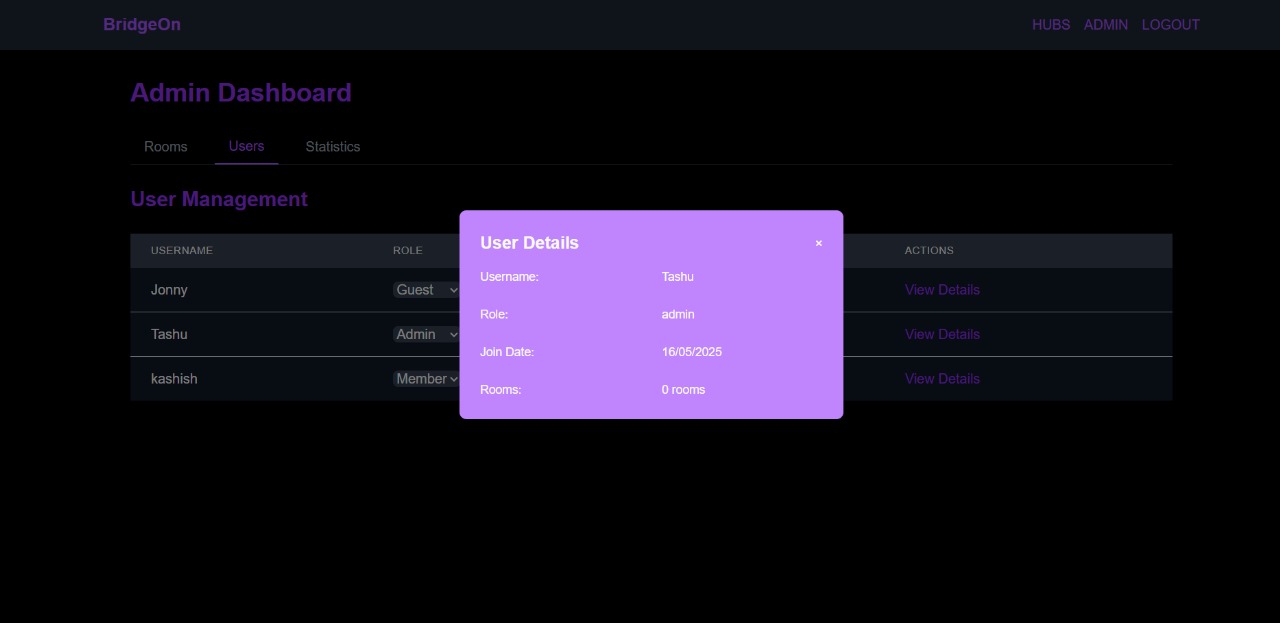 BridgeOn
HUBS ADMIN LOGOUT
Admin Dashboard
Rooms Users Statistics
User Management
USERNAME ROLE ACTIONS
Jonny Guest View Details
Tashu Admin View Details
kashish Member View Details
User Details ×
Username: Tashu
Role: admin
Join Date: 16/05/2025
Rooms: 0 rooms